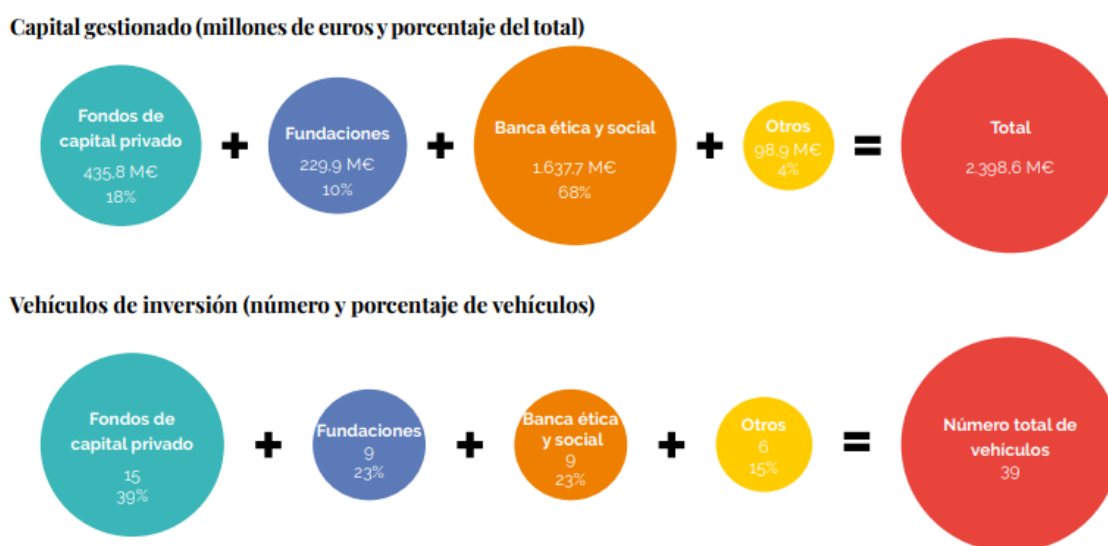 Capital gestionado (millones de euros y porcentaje del total)
Fondos de
capital privado
435,8 M€
18%
+
Fundaciones
229,9 M€
10%
+
Banca ética y social
1.637,7 M€
68%
+
Otros
98,9 M€
4%
=
Total
2.398,6 M€
Vehículos de inversión (número y porcentaje de vehículos)
Fondos de
capital privado
15
39%
+
Fundaciones
9
23%
+
Banca ética
y social
9
23%
+
Otros
6
15%
=
Número total de
vehículos
39